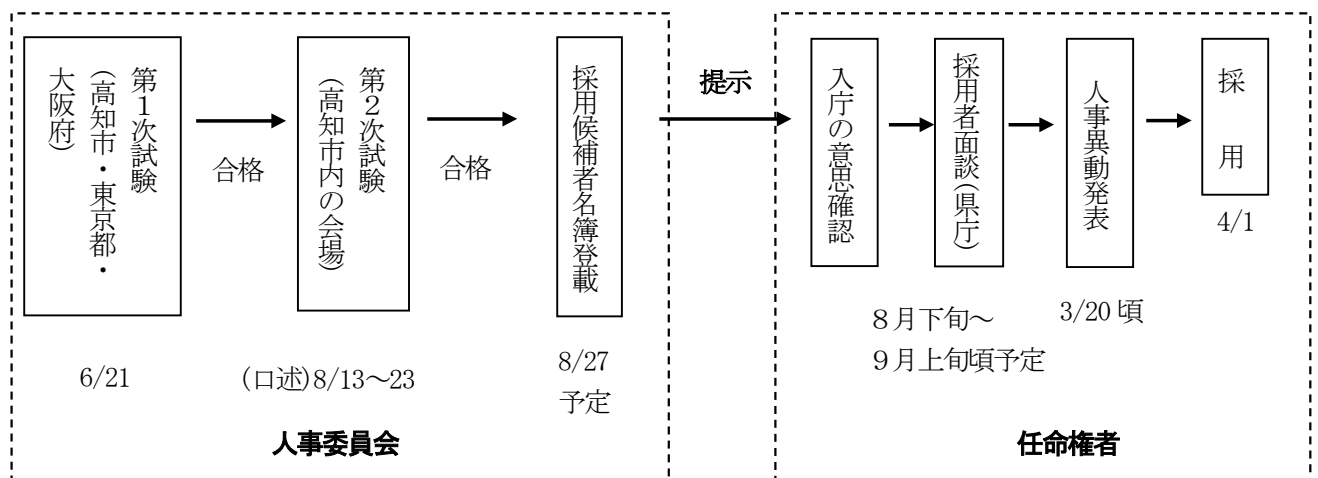 第１次試験
(高知市・東京都・
大阪府)
合格
第２次試験
(高知市内の会場)
合格
採用候補者名簿登載
提示
入庁の意思確認
採用者面談(県庁)
人事異動発表
採　用
4/1
8月下旬～
9月上旬頃予定
3/20頃
6/21
(口述)8/13～23
8/27
予定
人事委員会
任命権者